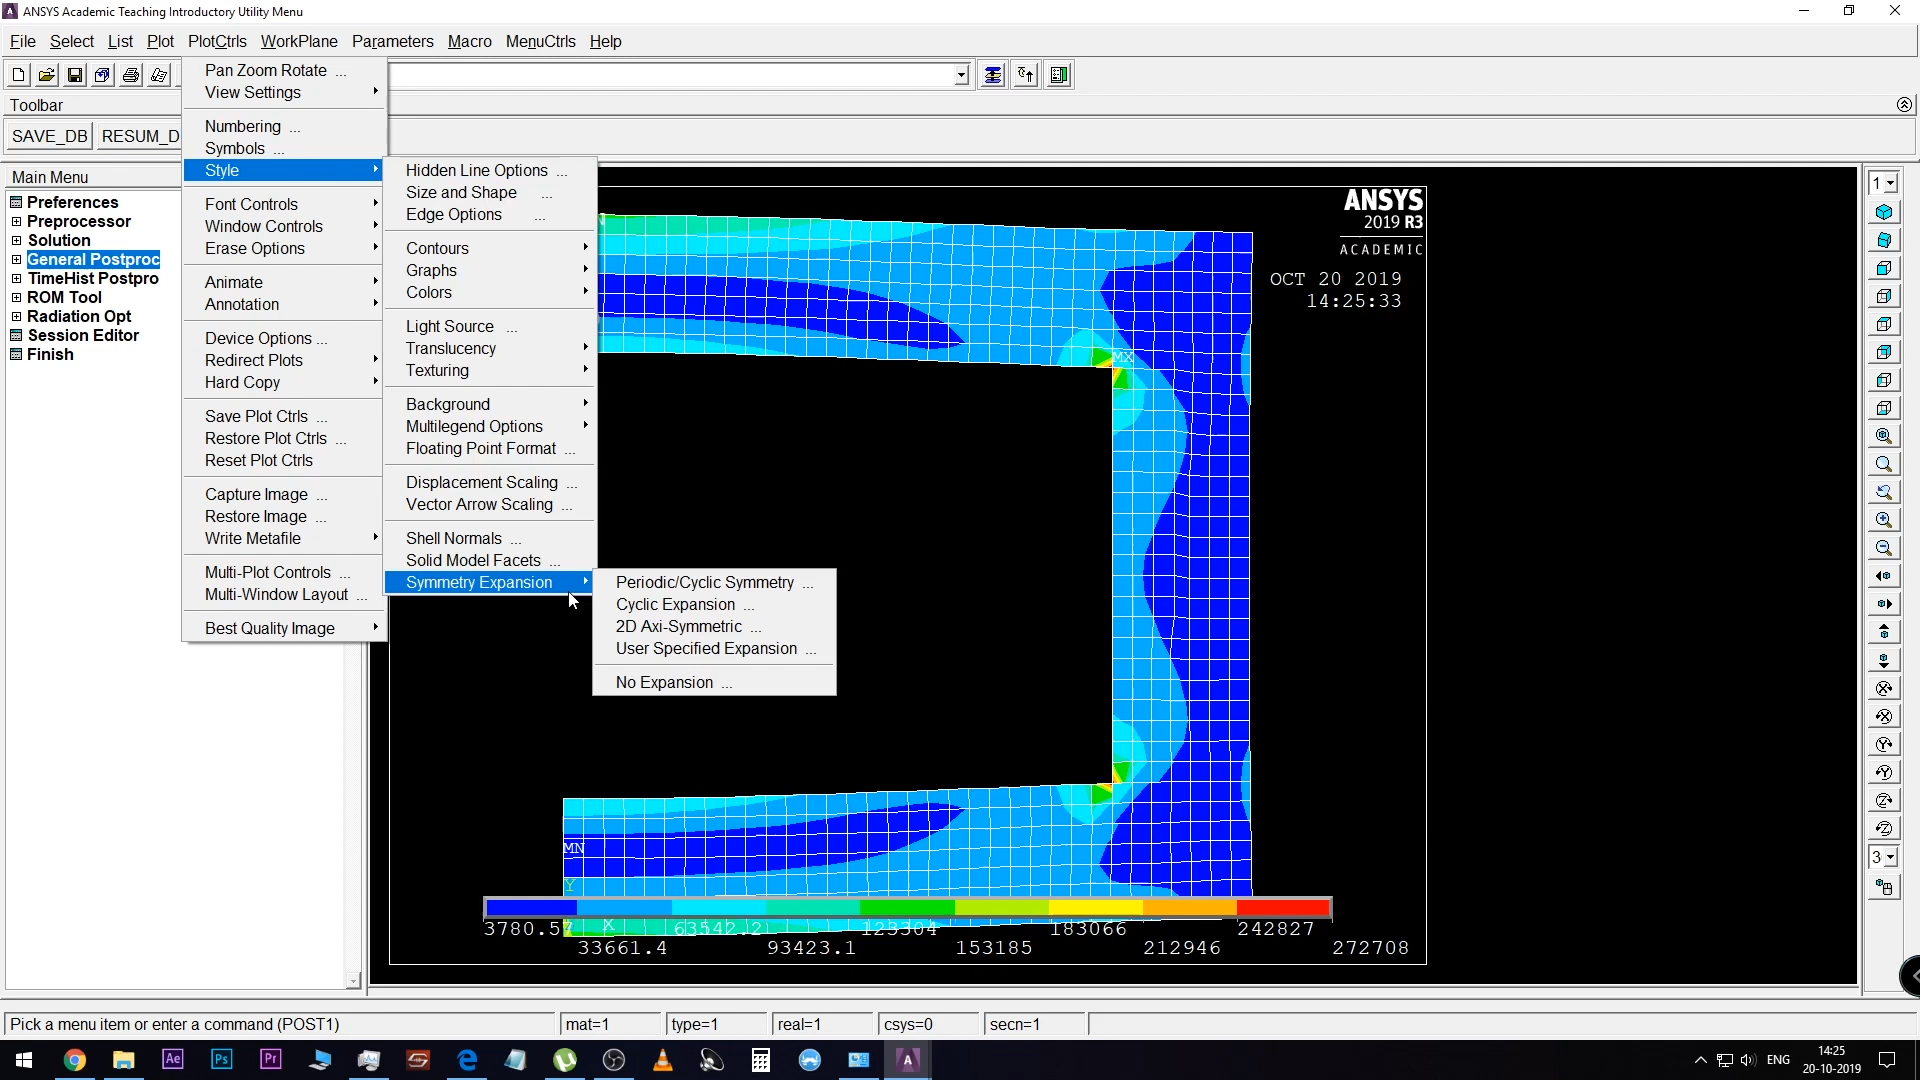 ANSYS Academic Teaching Introductory Utility Menu
File Select List Plot PlotCtrls WorkPlane Parameters Macro MenuCtrls Help
Pan Zoom Rotate ...
View Settings
Toolbar
SAVE_DB RESUM_D
Numbering ...
Symbols ...
Style
Font Controls
Window Controls
Erase Options
Animate
Annotation
Device Options ...
Redirect Plots
Hard Copy
Save Plot Ctrls ...
Restore Plot Ctrls ...
Reset Plot Ctrls
Capture Image ...
Restore Image ...
Write Metafile
Multi-Plot Controls ...
Multi-Window Layout ...
Best Quality Image
Main Menu
Preferences
Preprocessor
Solution
General Postproc
TimeHist Postpro
ROM Tool
Radiation Opt
Session Editor
Finish
Hidden Line Options ...
Size and Shape ...
Edge Options ...
Contours
Graphs
Colors
Light Source ...
Translucency
Texturing
Background
Multilegend Options
Floating Point Format ...
Displacement Scaling ...
Vector Arrow Scaling ...
Shell Normals ...
Solid Model Facets ...
Symmetry Expansion
Periodic/Cyclic Symmetry ...
Cyclic Expansion ...
2D Axi-Symmetric ...
User Specified Expansion ...
No Expansion ...
ANSYS
2019 R3
ACADEMIC
OCT 20 2019
14:25:33
1
MX
MN
Y
X
3
3780.57 63542.2 123304 183066 242827
33661.4 93423.1 153185 212946 272708
Pick a menu item or enter a command (POST1) mat=1 type=1 real=1 csys=0 secn=1
Ae Ps Pr
ENG
14:25
20-10-2019